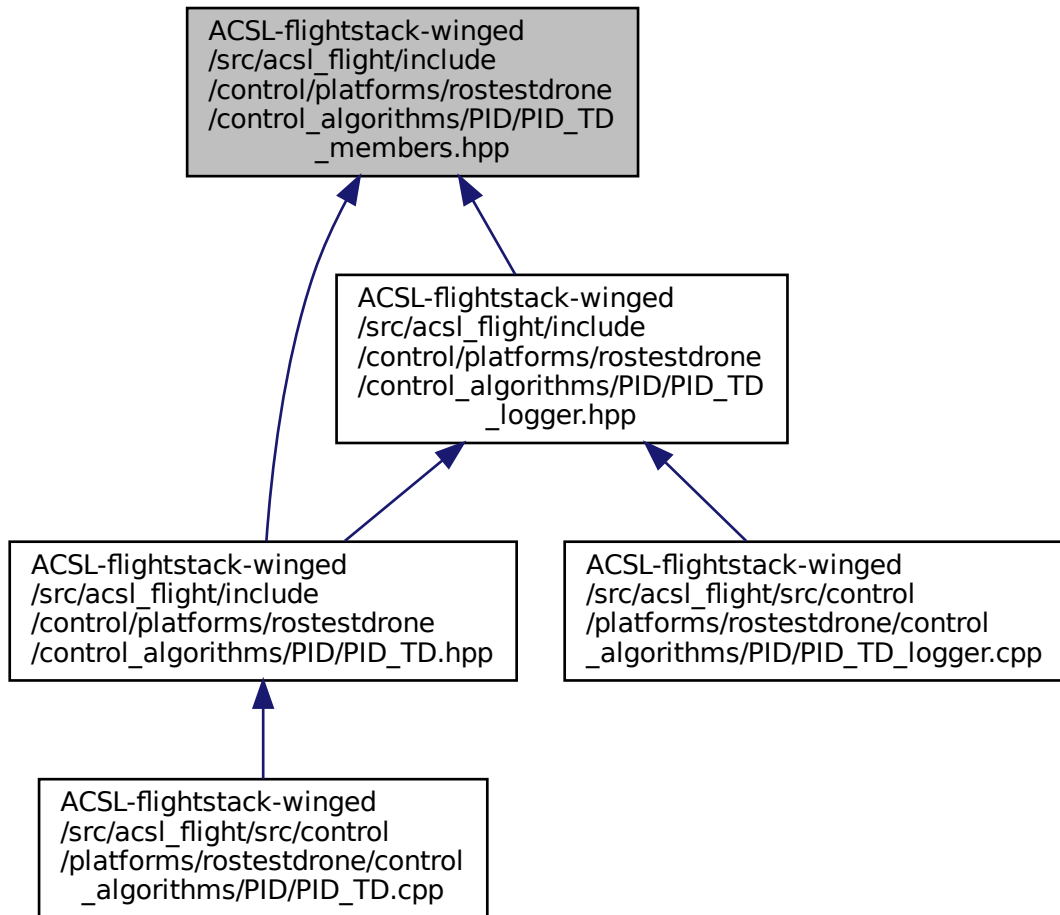 ACSL-flightstack-winged
/src/acsl_flight/include
/control/platforms/rostestdrone
/control_algorithms/PID/PID_TD
_members.hpp
ACSL-flightstack-winged
/src/acsl_flight/include
/control/platforms/rostestdrone
/control_algorithms/PID/PID_TD
_logger.hpp
ACSL-flightstack-winged
/src/acsl_flight/include
/control/platforms/rostestdrone
/control_algorithms/PID/PID_TD.hpp
ACSL-flightstack-winged
/src/acsl_flight/src/control
/platforms/rostestdrone/control
_algorithms/PID/PID_TD_logger.cpp
ACSL-flightstack-winged
/src/acsl_flight/src/control
/platforms/rostestdrone/control
_algorithms/PID/PID_TD.cpp